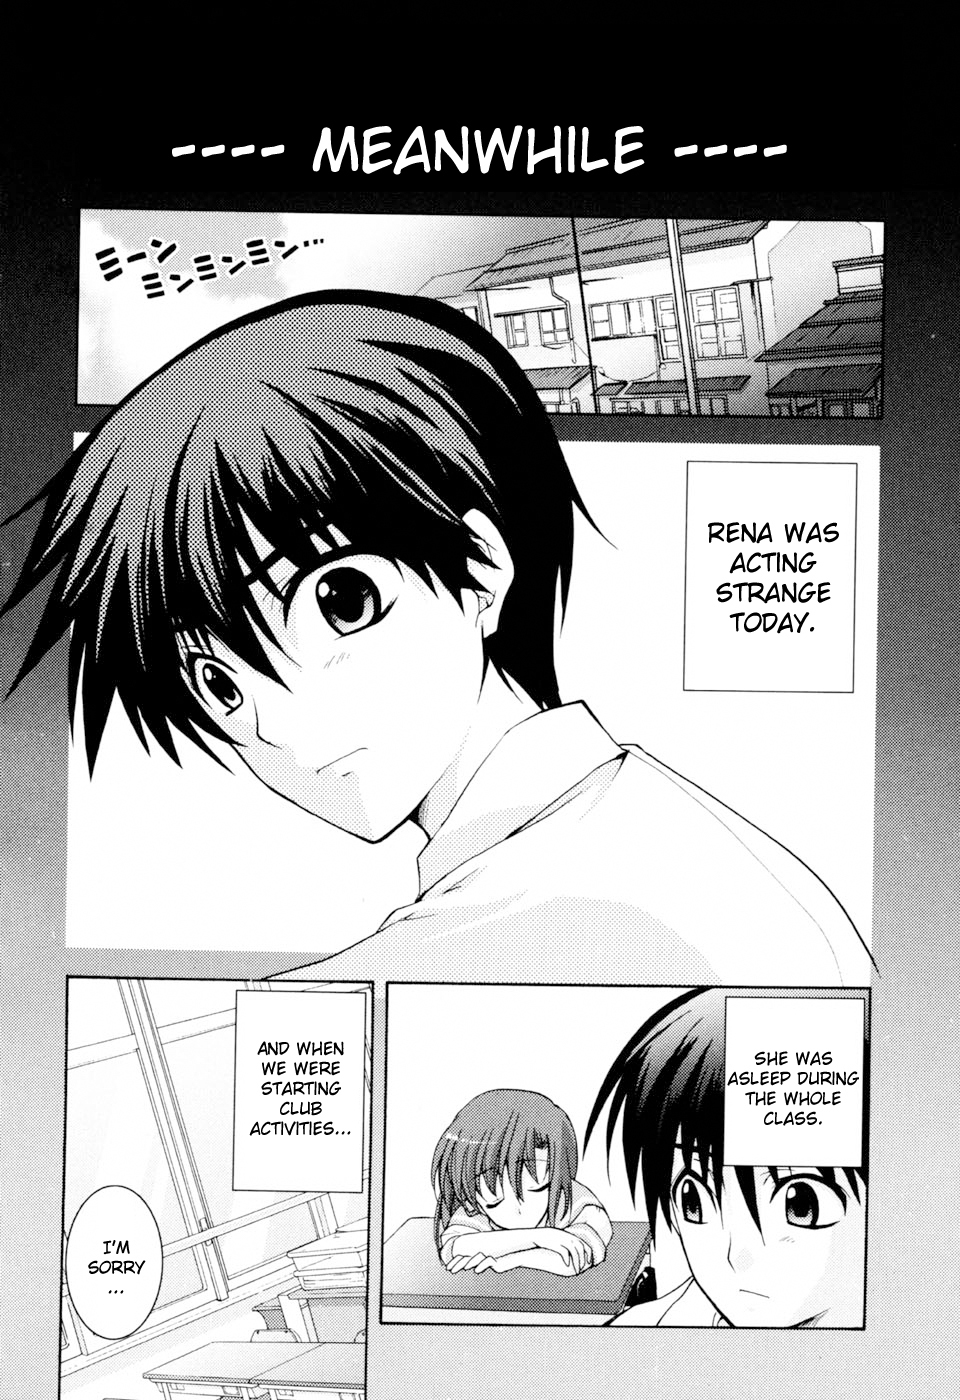 ---- MEANWHILE ----
ミーン
ミンミンミン…
RENA WAS
ACTING
STRANGE
TODAY.
SHE WAS
ASLEEP DURING
THE WHOLE
CLASS.
AND WHEN
WE WERE
STARTING
CLUB
ACTIVITIES...
I'M
SORRY
...